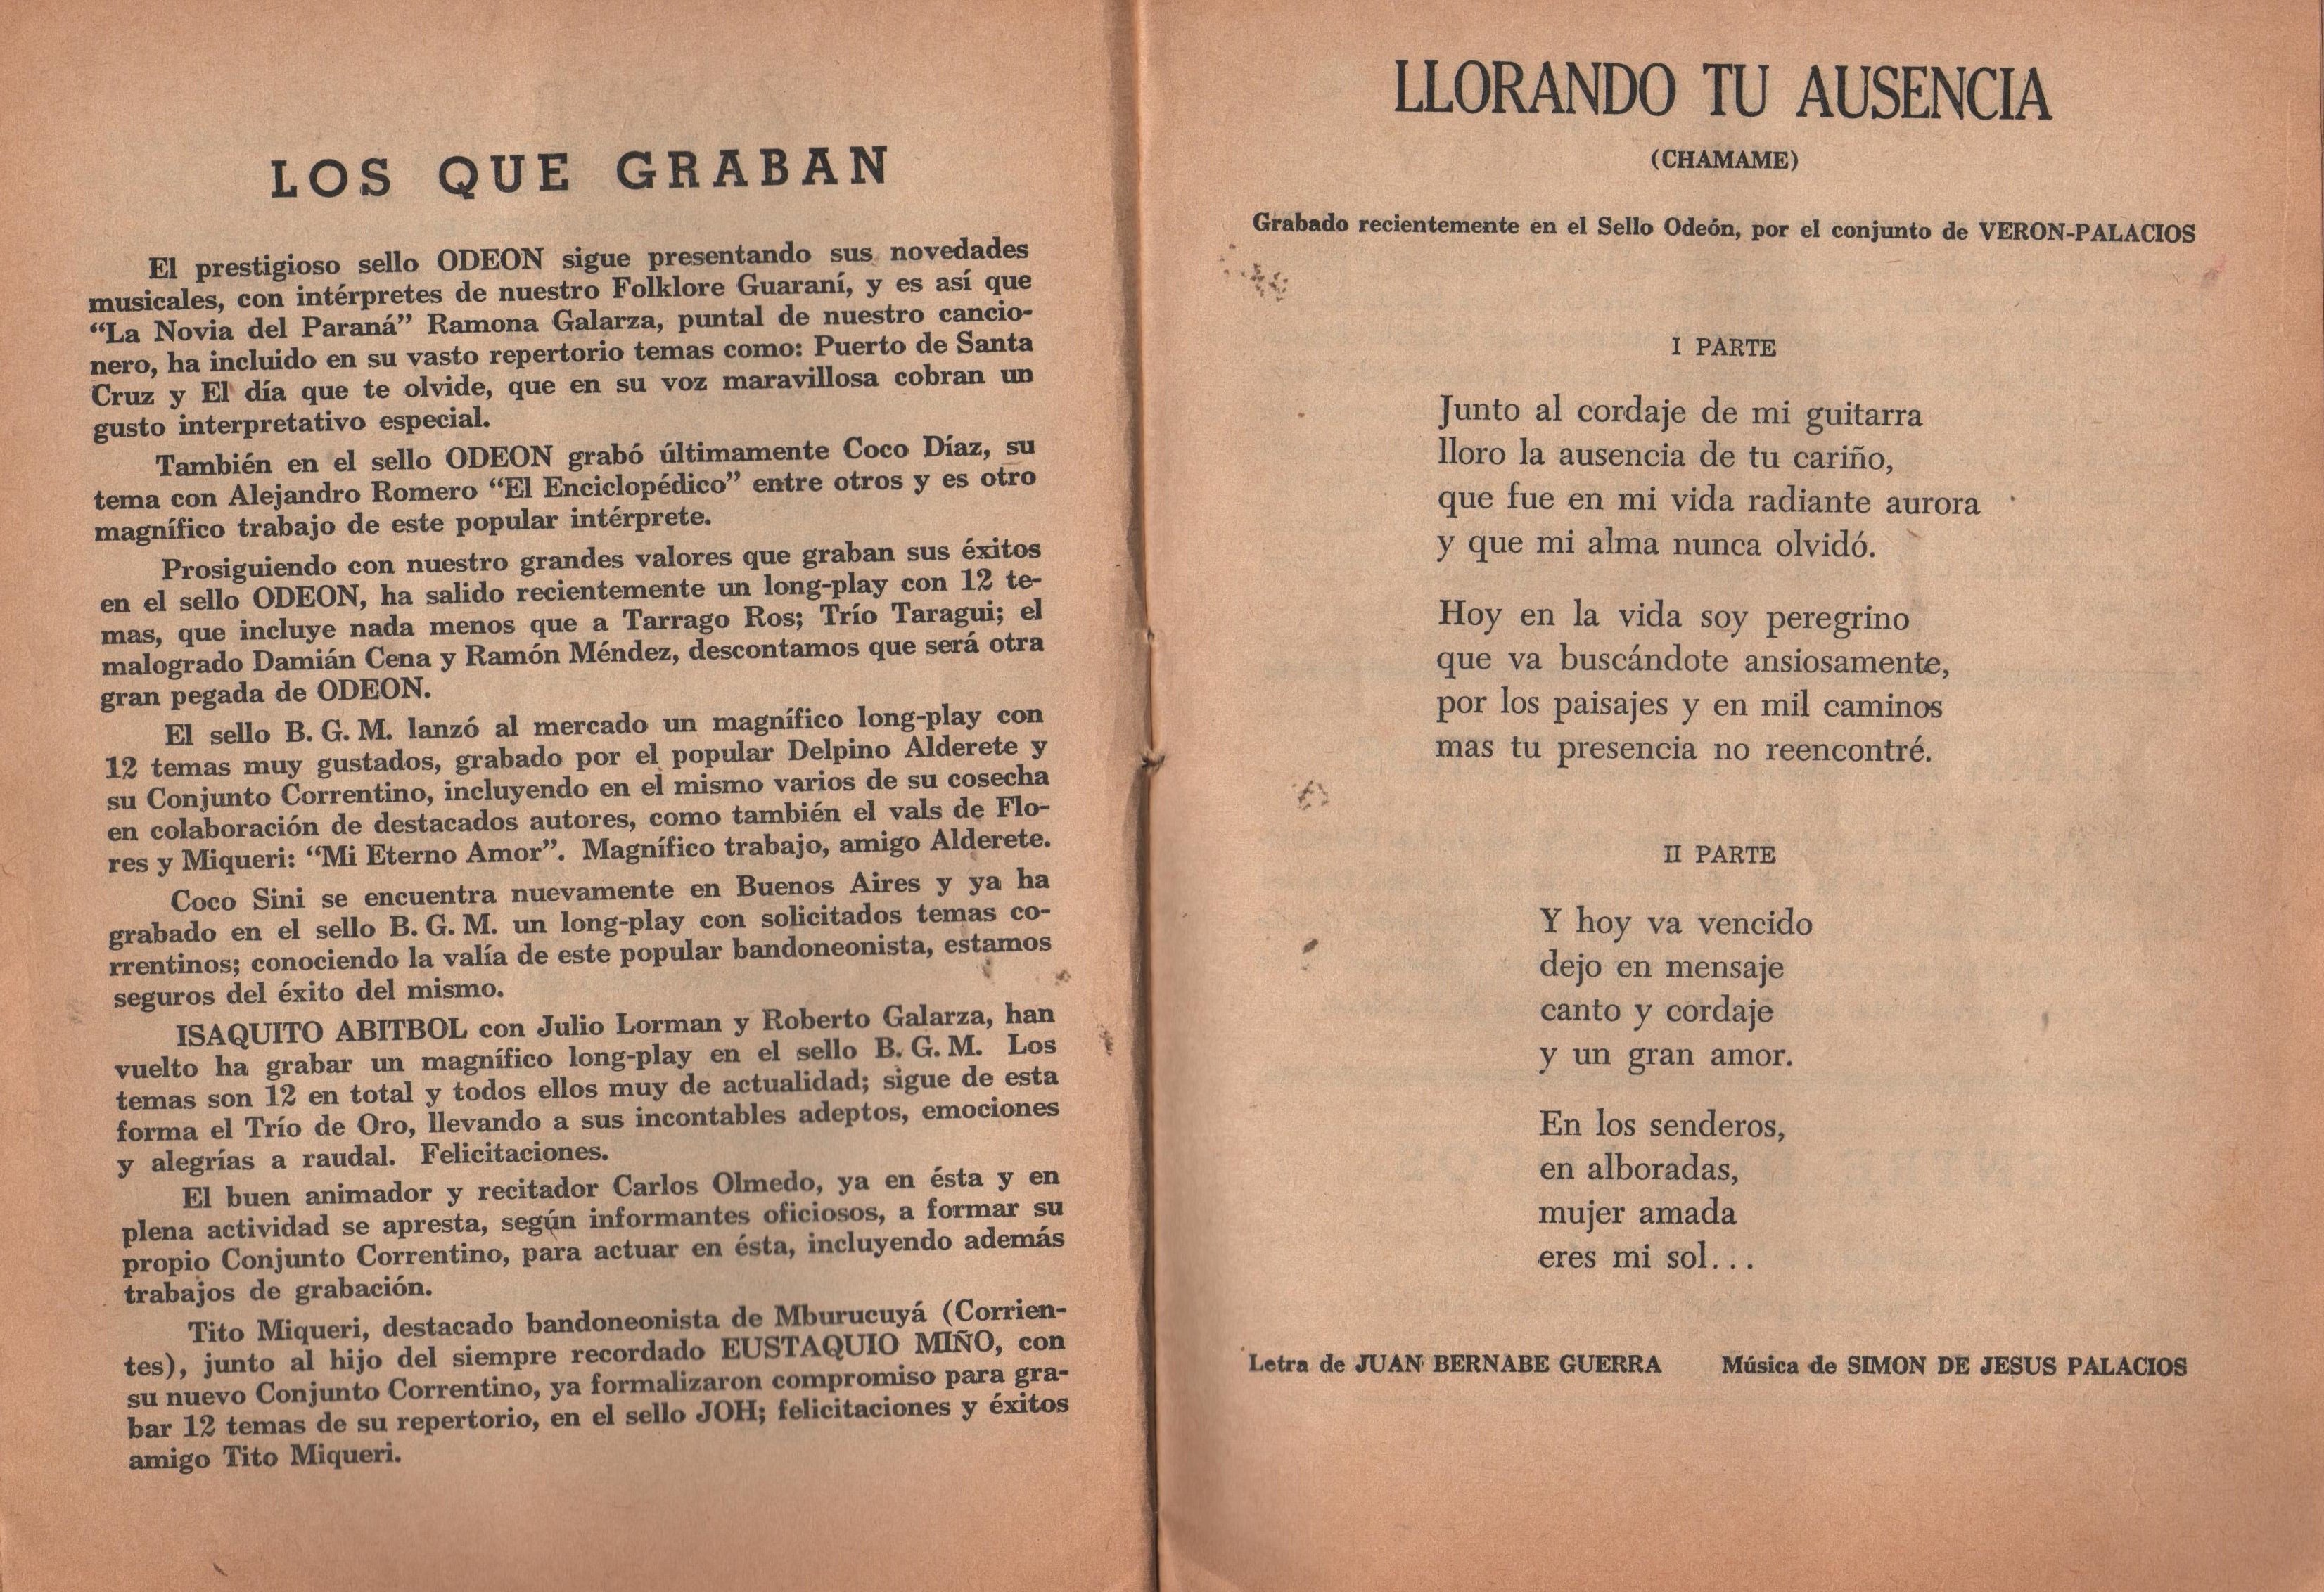 LOS QUE GRABAN
El prestigioso sello ODEON sigue presentando sus novedades
musicales, con intérpretes de nuestro Folklore Guaraní, y es así que
“La Novia del Paraná” Ramona Galarza, puntal de nuestro cancio-
nero, ha incluido en su vasto repertorio temas como: Puerto de Santa
Cruz y El día que te olvide, que en su voz maravillosa cobran un
gusto interpretativo especial.
También en el sello ODEON grabó últimamente Coco Díaz, su
tema con Alejandro Romero “El Enciclopédico” entre otros y es otro
magnífico trabajo de este popular intérprete.
Prosiguiendo con nuestro grandes valores que graban sus éxitos
en el sello ODEON, ha salido recientemente un long-play con 12 te-
mas, que incluye nada menos que a Tarrago Ros; Trío Taragui; el
malogrado Damián Cena y Ramón Méndez, descontamos que será otra
gran pegada de ODEON.
El sello B. G. M. lanzó al mercado un magnífico long-play con
12 temas muy gustados, grabado por el popular Delpino Alderete y
su Conjunto Correntino, incluyendo en el mismo varios de su cosecha
en colaboración de destacados autores, como también el vals de Flo-
res y Miqueri: “Mi Eterno Amor”. Magnífico trabajo, amigo Alderete.
Coco Sini se encuentra nuevamente en Buenos Aires y ya ha
grabado en el sello B. G. M. un long-play con solicitados temas co-
rrentinos; conociendo la valía de este popular bandoneonista, estamos
seguros del éxito del mismo.
ISAQUITO ABITBOL con Julio Lorman y Roberto Galarza, han
vuelto ha grabar un magnífico long-play en el sello B. G. M. Los
temas son 12 en total y todos ellos muy de actualidad; sigue de esta
forma el Trío de Oro, llevando a sus incontables adeptos, emociones
y alegrías a raudal. Felicitaciones.
El buen animador y recitador Carlos Olmedo, ya en ésta y en
plena actividad se apresta, según informantes oficiosos, a formar su
propio Conjunto Correntino, para actuar en ésta, incluyendo además
trabajos de grabación.
Tito Miqueri, destacado bandoneonista de Mburucuyá (Corrien-
tes), junto al hijo del siempre recordado EUSTAQUIO MIÑO, con
su nuevo Conjunto Correntino, ya formalizaron compromiso para gra-
bar 12 temas de su repertorio, en el sello JOH; felicitaciones y éxitos
amigo Tito Miqueri.
LLORANDO TU AUSENCIA
(CHAMAME)
Grabado recientemente en el Sello Odeón, por el conjunto de VERON-PALACIOS
I PARTE
Junto al cordaje de mi guitarra
lloro la ausencia de tu cariño,
que fue en mi vida radiante aurora
y que mi alma nunca olvidó.
Hoy en la vida soy peregrino
que va buscándote ansiosamente,
por los paisajes y en mil caminos
mas tu presencia no reencontré.
II PARTE
Y hoy va vencido
dejo en mensaje
canto y cordaje
y un gran amor.
En los senderos,
en alboradas,
mujer amada
eres mi sol...
Letra de JUAN BERNABE GUERRA Música de SIMON DE JESUS PALACIOS